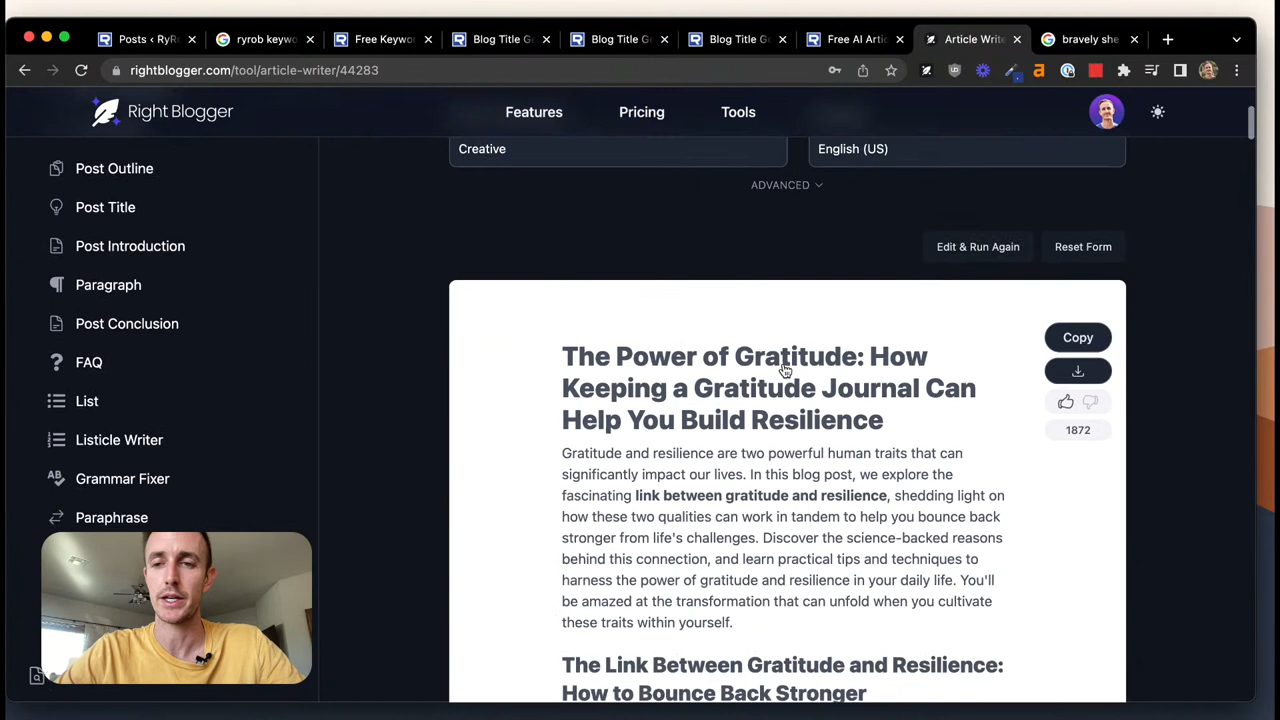 Posts ‹ RyR
ryrob keywo
Free Keywor
Blog Title Ge
Blog Title Ge
Blog Title Ge
Free AI Artic
Article Write
bravely she
rightblogger.com/tool/article-writer/44283
Right Blogger
Features
Pricing
Tools
Post Outline
Post Title
Post Introduction
Paragraph
Post Conclusion
FAQ
List
Listicle Writer
Grammar Fixer
Paraphrase
Creative
English (US)
ADVANCED
Edit & Run Again
Reset Form
The Power of Gratitude: How
Keeping a Gratitude Journal Can
Help You Build Resilience
Gratitude and resilience are two powerful human traits that can
significantly impact our lives. In this blog post, we explore the
fascinating link between gratitude and resilience, shedding light on
how these two qualities can work in tandem to help you bounce back
stronger from life's challenges. Discover the science-backed reasons
behind this connection, and learn practical tips and techniques to
harness the power of gratitude and resilience in your daily life. You'll
be amazed at the transformation that can unfold when you cultivate
these traits within yourself.
The Link Between Gratitude and Resilience:
How to Bounce Back Stronger
Copy
1872